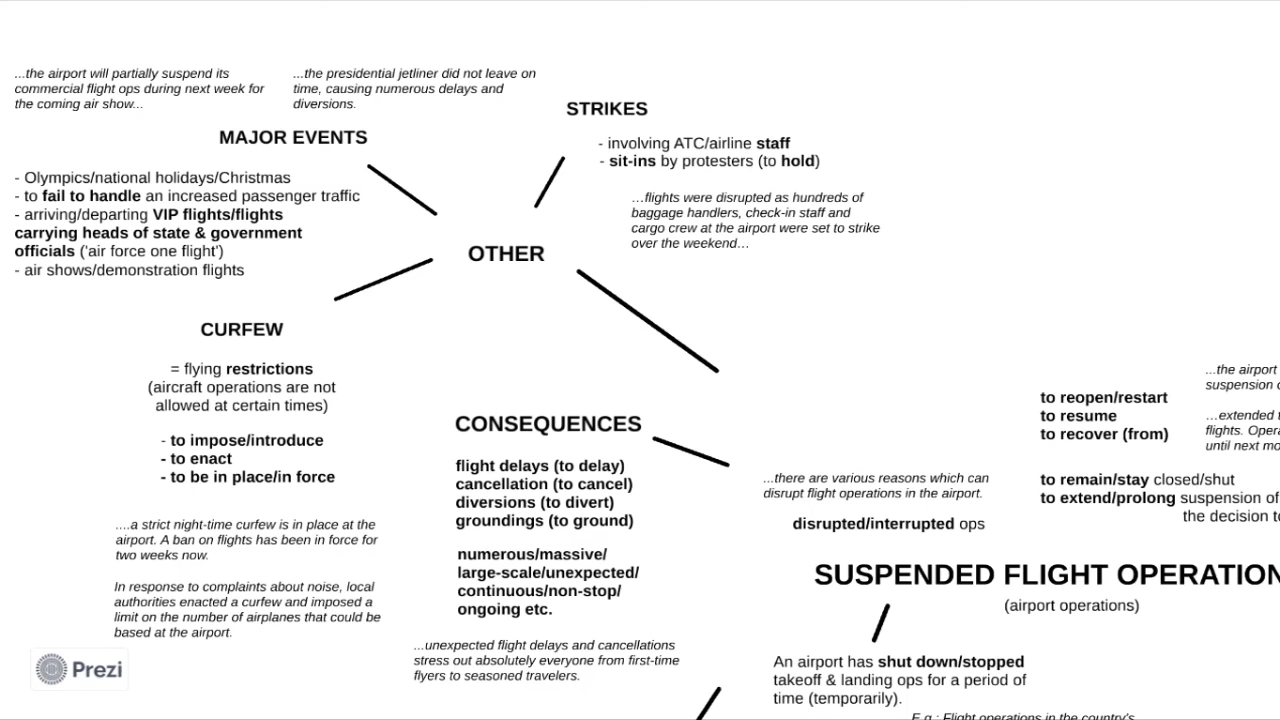 ...the airport will partially suspend its
commercial flight ops during next week for
the coming air show...
...the presidential jetliner did not leave on
time, causing numerous delays and
diversions.
MAJOR EVENTS
- Olympics/national holidays/Christmas
- to fail to handle an increased passenger traffic
- arriving/departing VIP flights/flights
carrying heads of state & government
officials ('air force one flight')
- air shows/demonstration flights
STRIKES
- involving ATC/airline staff
- sit-ins by protesters (to hold)
…flights were disrupted as hundreds of
baggage handlers, check-in staff and
cargo crew at the airport were set to strike
over the weekend…
OTHER
CURFEW
= flying restrictions
(aircraft operations are not
allowed at certain times)
- to impose/introduce
- to enact
- to be in place/in force
....a strict night-time curfew is in place at the
airport. A ban on flights has been in force for
two weeks now.
In response to complaints about noise, local
authorities enacted a curfew and imposed a
limit on the number of airplanes that could be
based at the airport.
CONSEQUENCES
flight delays (to delay)
cancellation (to cancel)
diversions (to divert)
groundings (to ground)
numerous/massive/
large-scale/unexpected/
continuous/non-stop/
ongoing etc.
...unexpected flight delays and cancellations
stress out absolutely everyone from first-time
flyers to seasoned travelers.
...there are various reasons which can
disrupt flight operations in the airport.
disrupted/interrupted ops
to reopen/restart
to resume
to recover (from)
...the airport
suspension
…extended
flights.
until next
to remain/stay closed/shut
to extend/prolong suspension of
the decision
SUSPENDED FLIGHT OPERATION
(airport operations)
An airport has shut down/stopped
takeoff & landing ops for a period of
time (temporarily).
E.g.: Flight operations in the country's
Prezi